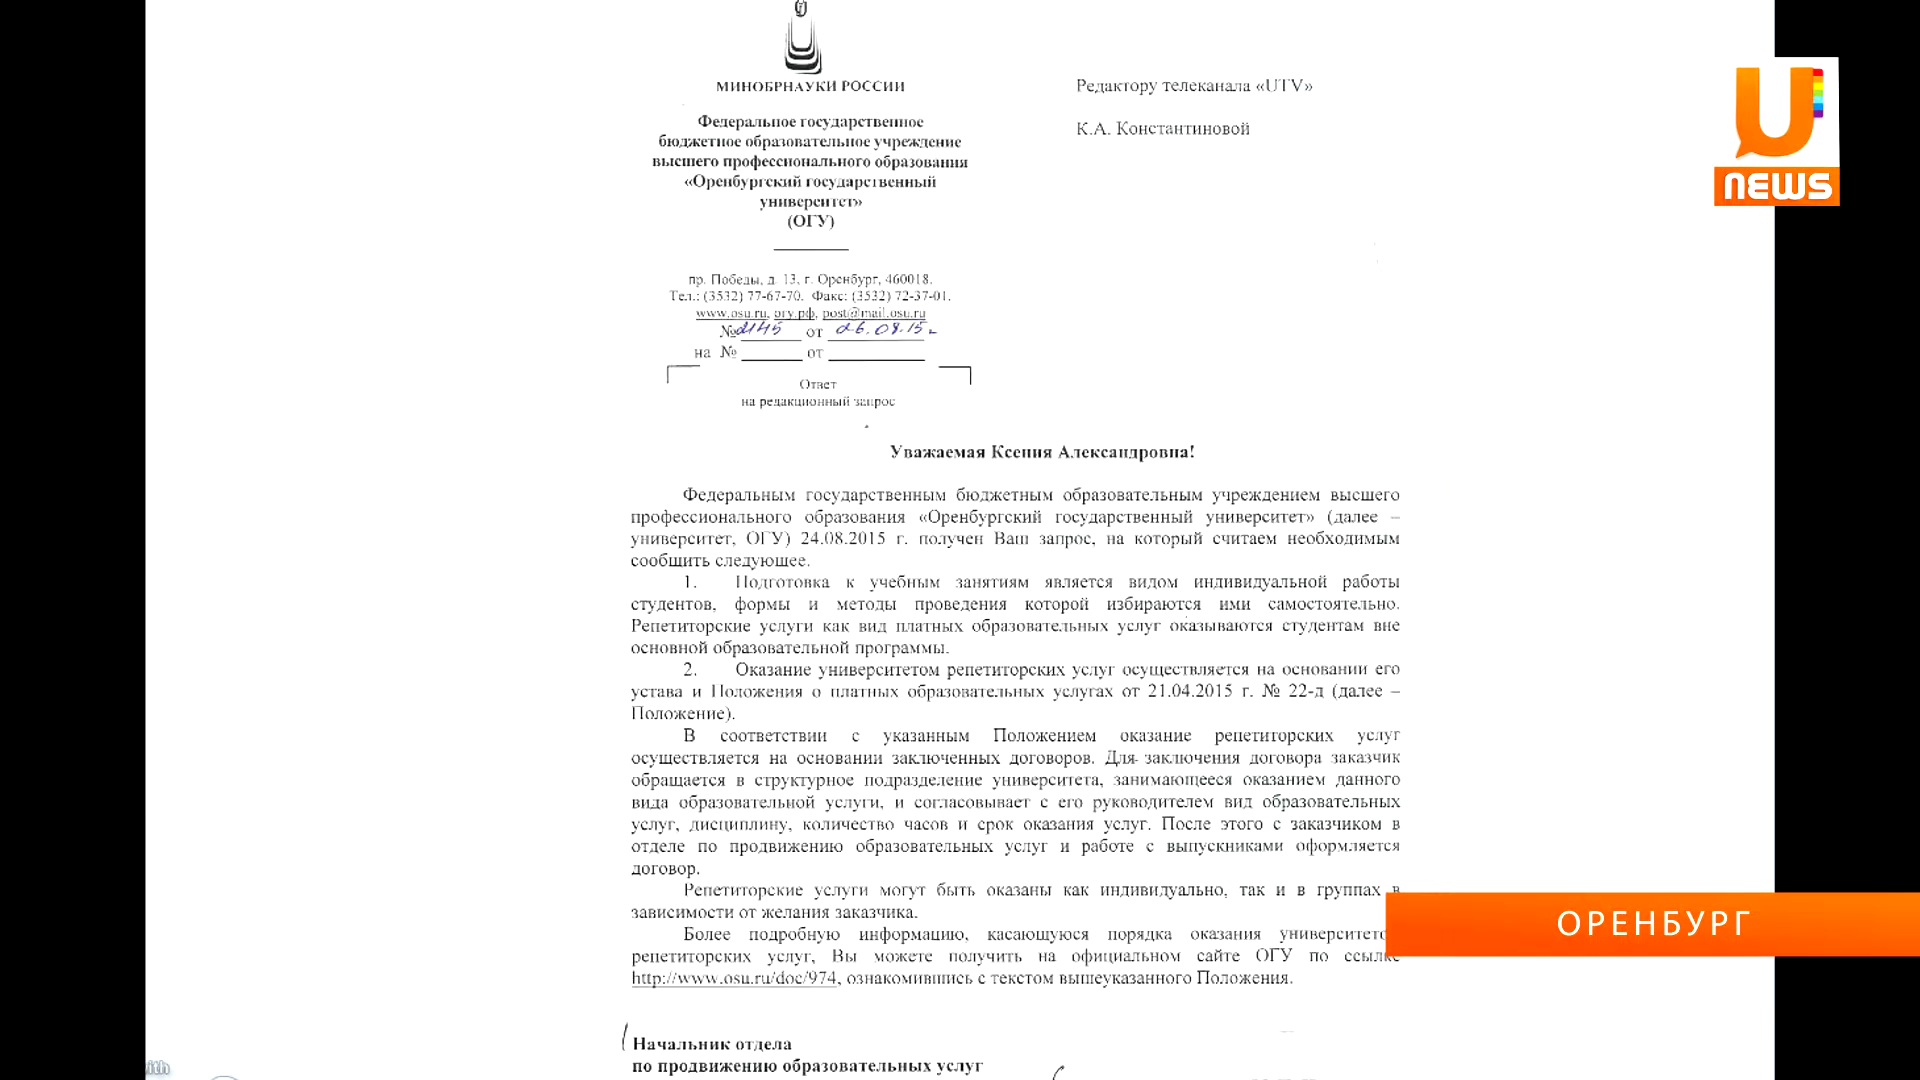 МИНОБРНАУКИ РОССИИ
Федеральное государственное
бюджетное образовательное учреждение
высшего профессионального образования
«Оренбургский государственный
университет»
(ОГУ)
пр. Победы, д. 13, г. Оренбург, 460018.
Тел.: (3532) 77-67-70. Факс: (3532) 72-37-01.
www.osu.ru, огу.рф, post@mail.osu.ru
№ 2145 от 26.08.15г
на № от
Ответ
на редакционный запрос
Редактору телеканала «UTV»
К.А. Константиновой
U
NEWS
Уважаемая Ксения Александровна!
Федеральным государственным бюджетным образовательным учреждением высшего
профессионального образования «Оренбургский государственный университет» (далее –
университет, ОГУ) 24.08.2015 г. получен Ваш запрос, на который считаем необходимым
сообщить следующее.
1. Подготовка к учебным занятиям является видом индивидуальной работы
студентов, формы и методы проведения которой избираются ими самостоятельно.
Репетиторские услуги как вид платных образовательных услуг оказываются студентам вне
основной образовательной программы.
2. Оказание университетом репетиторских услуг осуществляется на основании его
устава и Положения о платных образовательных услугах от 21.04.2015 г. № 22-д (далее –
Положение).
В соответствии с указанным Положением оказание репетиторских услуг
осуществляется на основании заключенных договоров. Для заключения договора заказчик
обращается в структурное подразделение университета, занимающееся оказанием данного
вида образовательной услуги, и согласовывает с его руководителем вид образовательных
услуг, дисциплину, количество часов и срок оказания услуг. После этого с заказчиком в
отделе по продвижению образовательных услуг и работе с выпускниками оформляется
договор.
Репетиторские услуги могут быть оказаны как индивидуально, так и в группах в
зависимости от желания заказчика.
Более подробную информацию, касающуюся порядка оказания университето
репетиторских услуг, Вы можете получить на официальном сайте ОГУ по ссылке
http://www.osu.ru/doc/974, ознакомившись с текстом вышеуказанного Положения.
ОРЕНБУРГ
Начальник отдела
по продвижению образовательных услуг